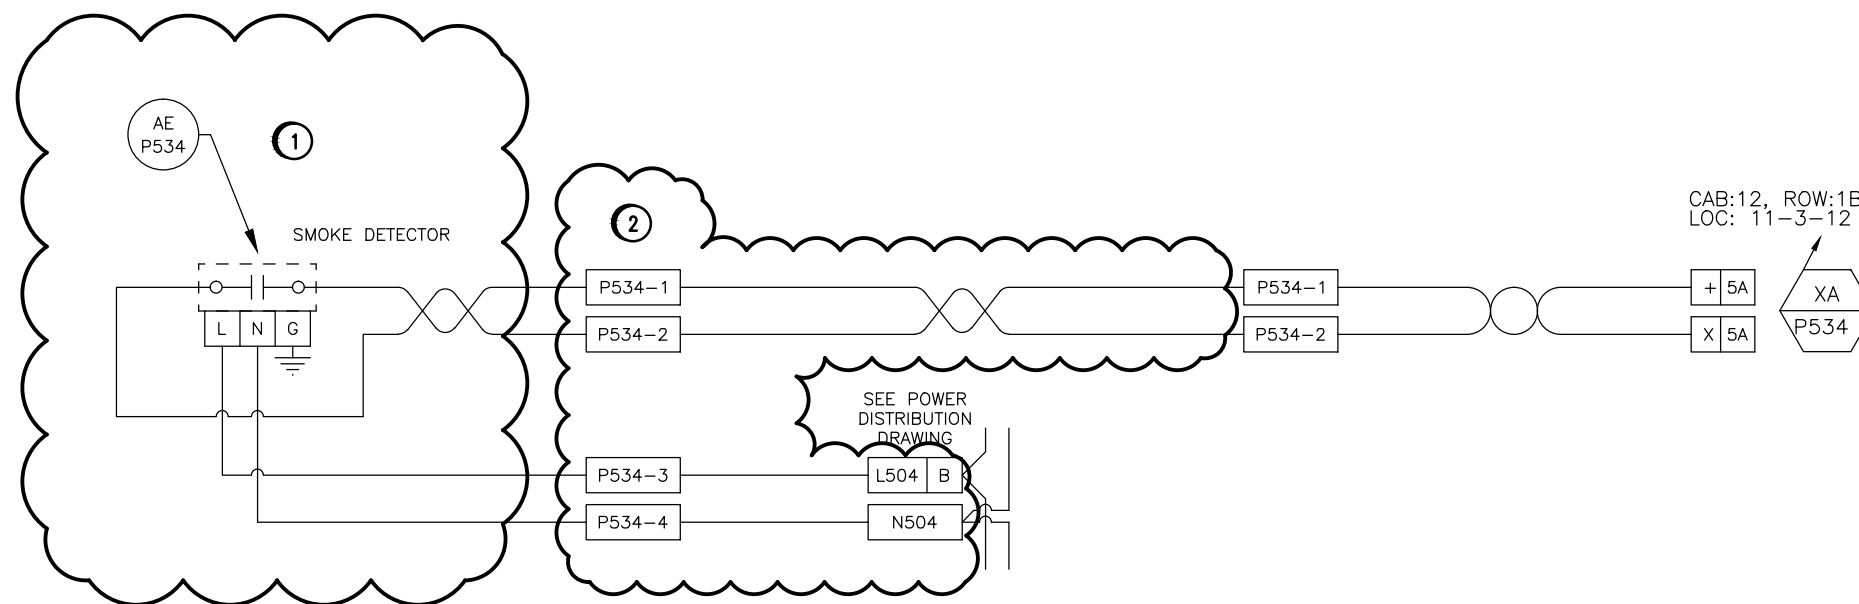 AE
P534
1
SMOKE DETECTOR
L N G
2
P534-1
P534-2
P534-3
P534-4
SEE POWER
DISTRIBUTION
DRAWING
L504 B
N504
P534-1
P534-2
CAB:12, ROW:1B
LOC: 11-3-12
+ 5A
X 5A
XA
P534